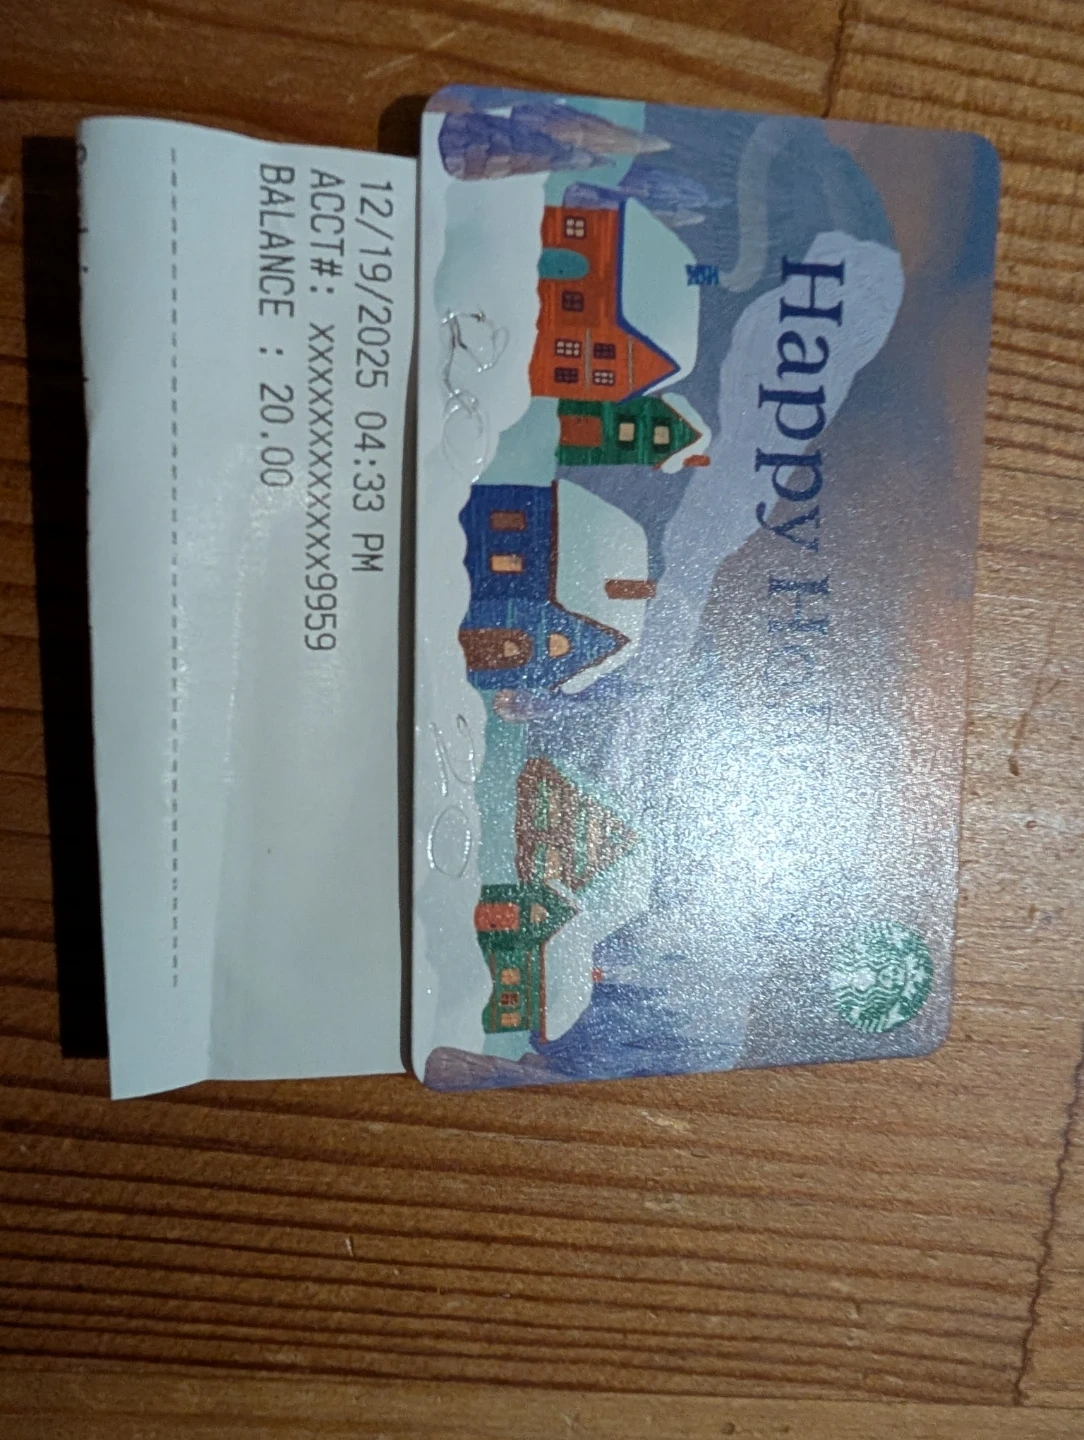 Happy
12/19/2025 04:33 PM
ACCT#: xxxxxxxxxxxx9959
BALANCE : 20.00